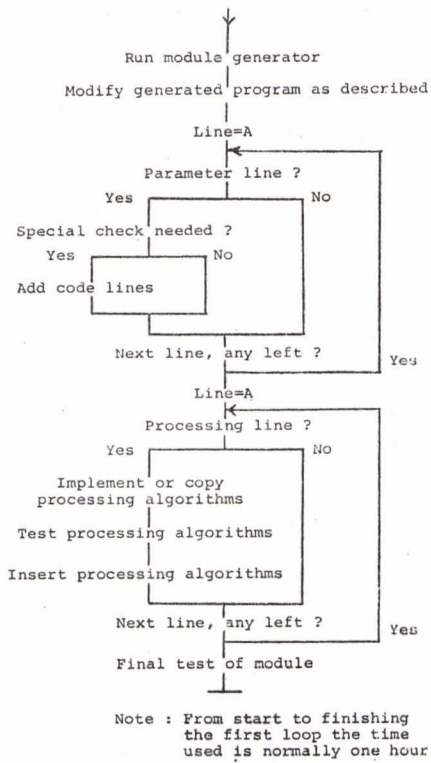 Run module generator
Modify generated program as described
Line=A
Parameter line ?
Yes No
Special check needed ?
Yes No
Add code lines
Next line, any left ?
Yes
Line=A
Processing line ?
Yes No
Implement or copy
processing algorithms
Test processing algorithms
Insert processing algorithms
Next line, any left ?
Yes
Final test of module
Note : From start to finishing
the first loop the time
used is normally one hour